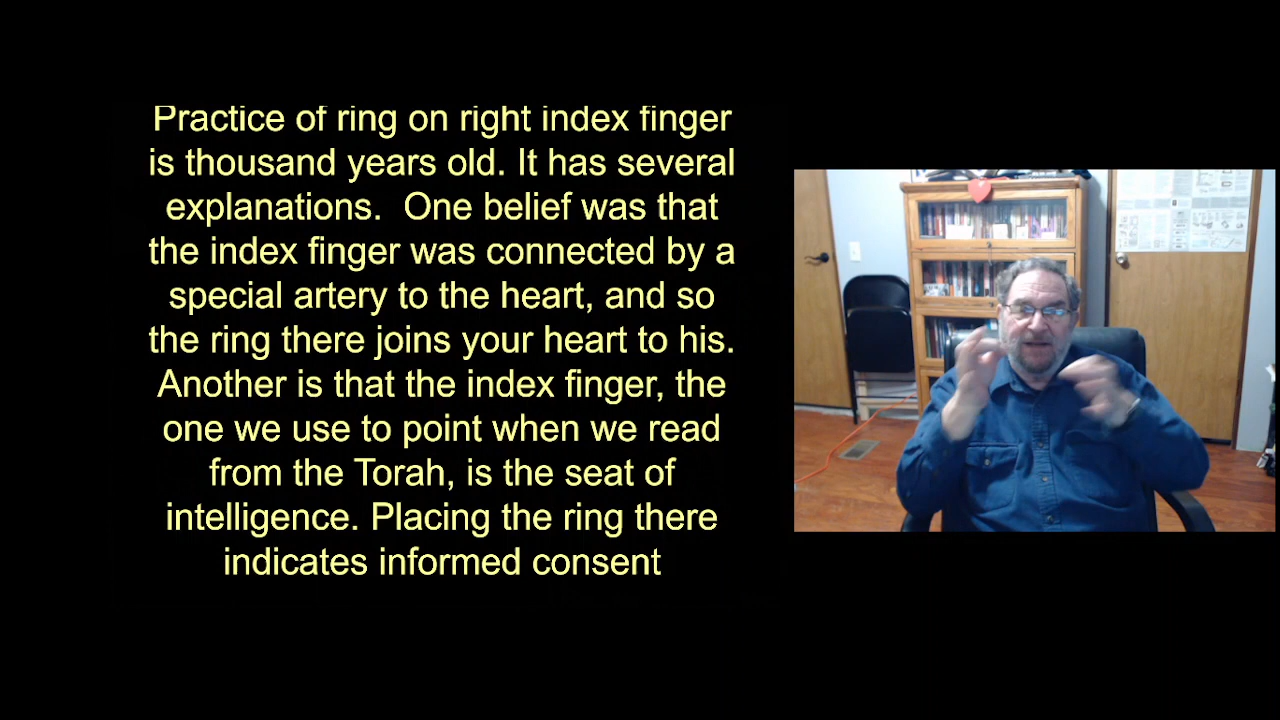 Practice of ring on right index finger
is thousand years old. It has several
explanations.  One belief was that
the index finger was connected by a
special artery to the heart, and so
the ring there joins your heart to his.
Another is that the index finger, the
one we use to point when we read
from the Torah, is the seat of
intelligence. Placing the ring there
indicates informed consent